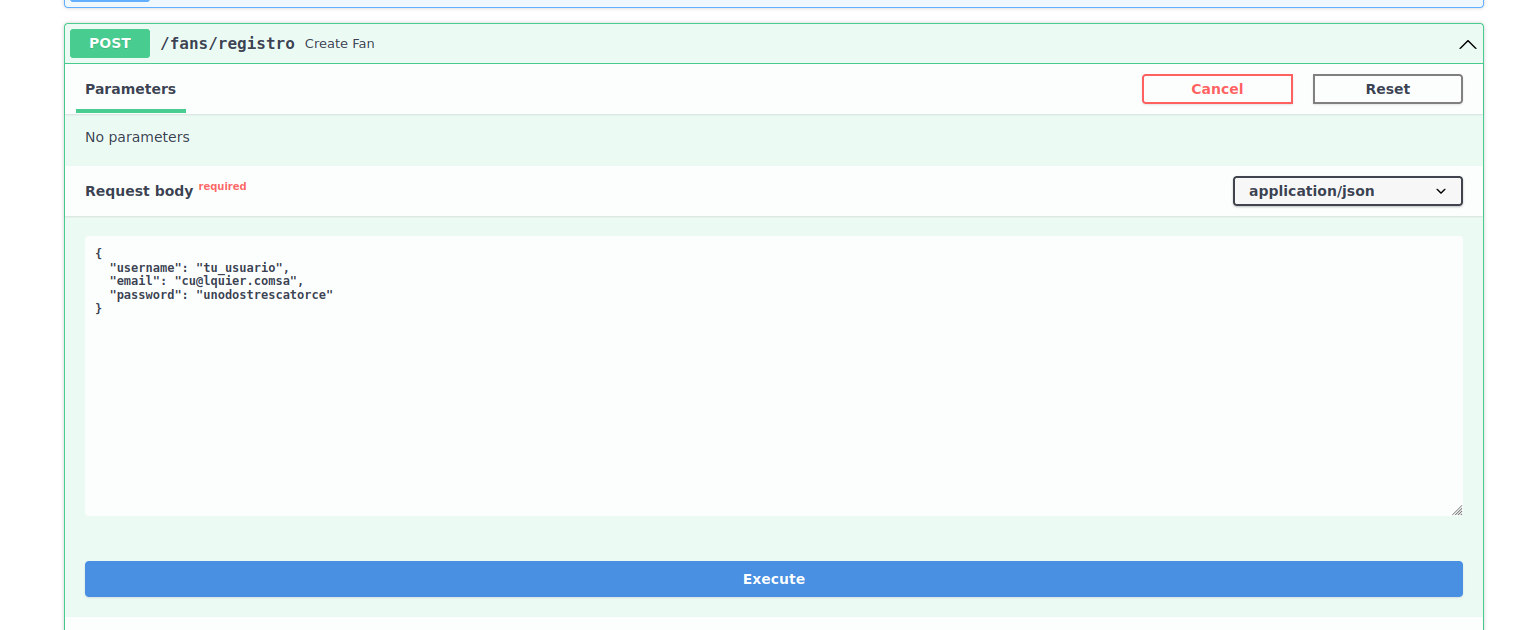 POST /fans/registro Create Fan
Parameters
Cancel
Reset
No parameters
Request body required
application/json
{
  "username": "tu_usuario",
  "email": "cu@lquier.comsa",
  "password": "unodostrescatorce"
}
Execute